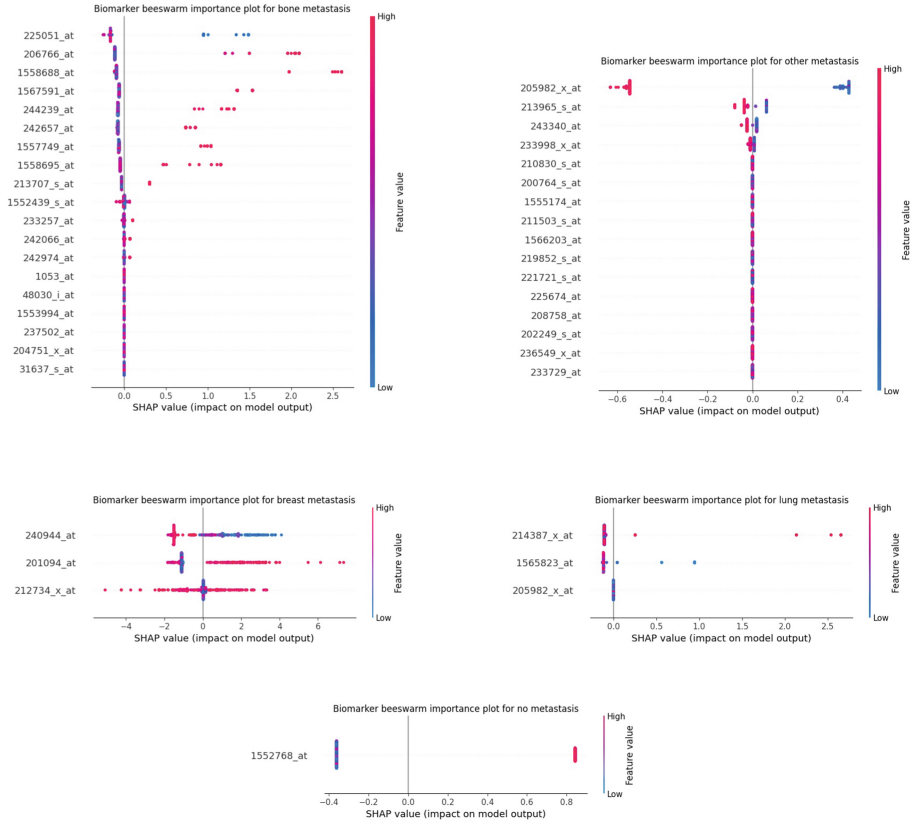 Biomarker beeswarm importance plot for bone metastasis
High
225051_at
206766_at
1558688_at
1567591_at
244239_at
242657_at
1557749_at
1558695_at
213707_s_at
1552439_s_at
233257_at
242066_at
242974_at
1053_at
48030_i_at
1553994_at
237502_at
204751_x_at
31637_s_at
Feature value
Low
0.0 0.5 1.0 1.5 2.0 2.5
SHAP value (impact on model output)
Biomarker beeswarm importance plot for other metastasis
High
205982_x_at
213965_s_at
243340_at
233998_x_at
210830_s_at
200764_s_at
1555174_at
211503_s_at
1566203_at
219852_s_at
221721_s_at
225674_at
208758_at
202249_s_at
236549_x_at
233729_at
Feature value
Low
−0.6 −0.4 −0.2 0.0 0.2 0.4
SHAP value (impact on model output)
Biomarker beeswarm importance plot for breast metastasis
High
240944_at
201094_at
212734_x_at
Feature value
Low
−4 −2 0 2 4 6
SHAP value (impact on model output)
Biomarker beeswarm importance plot for lung metastasis
High
214387_x_at
1565823_at
205982_x_at
Feature value
Low
0.0 0.5 1.0 1.5 2.0 2.5
SHAP value (impact on model output)
Biomarker beeswarm importance plot for no metastasis
High
1552768_at
Feature value
Low
−0.4 −0.2 0.0 0.2 0.4 0.6 0.8
SHAP value (impact on model output)